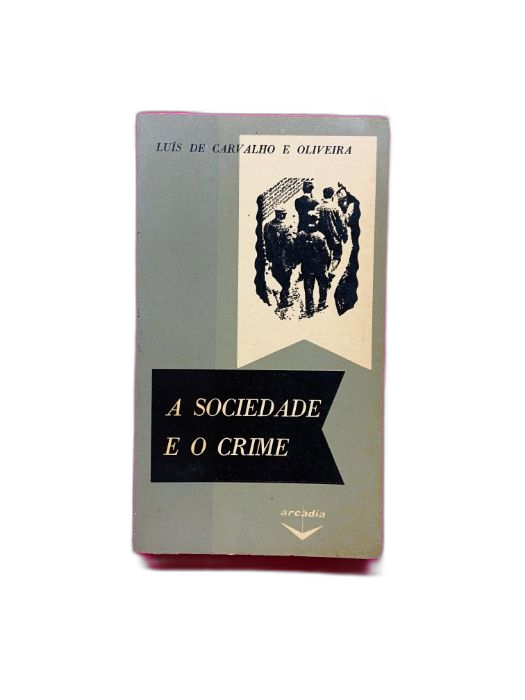 LUÍS DE CARVALHO E OLIVEIRA
A SOCIEDADE
E O CRIME
arcádia